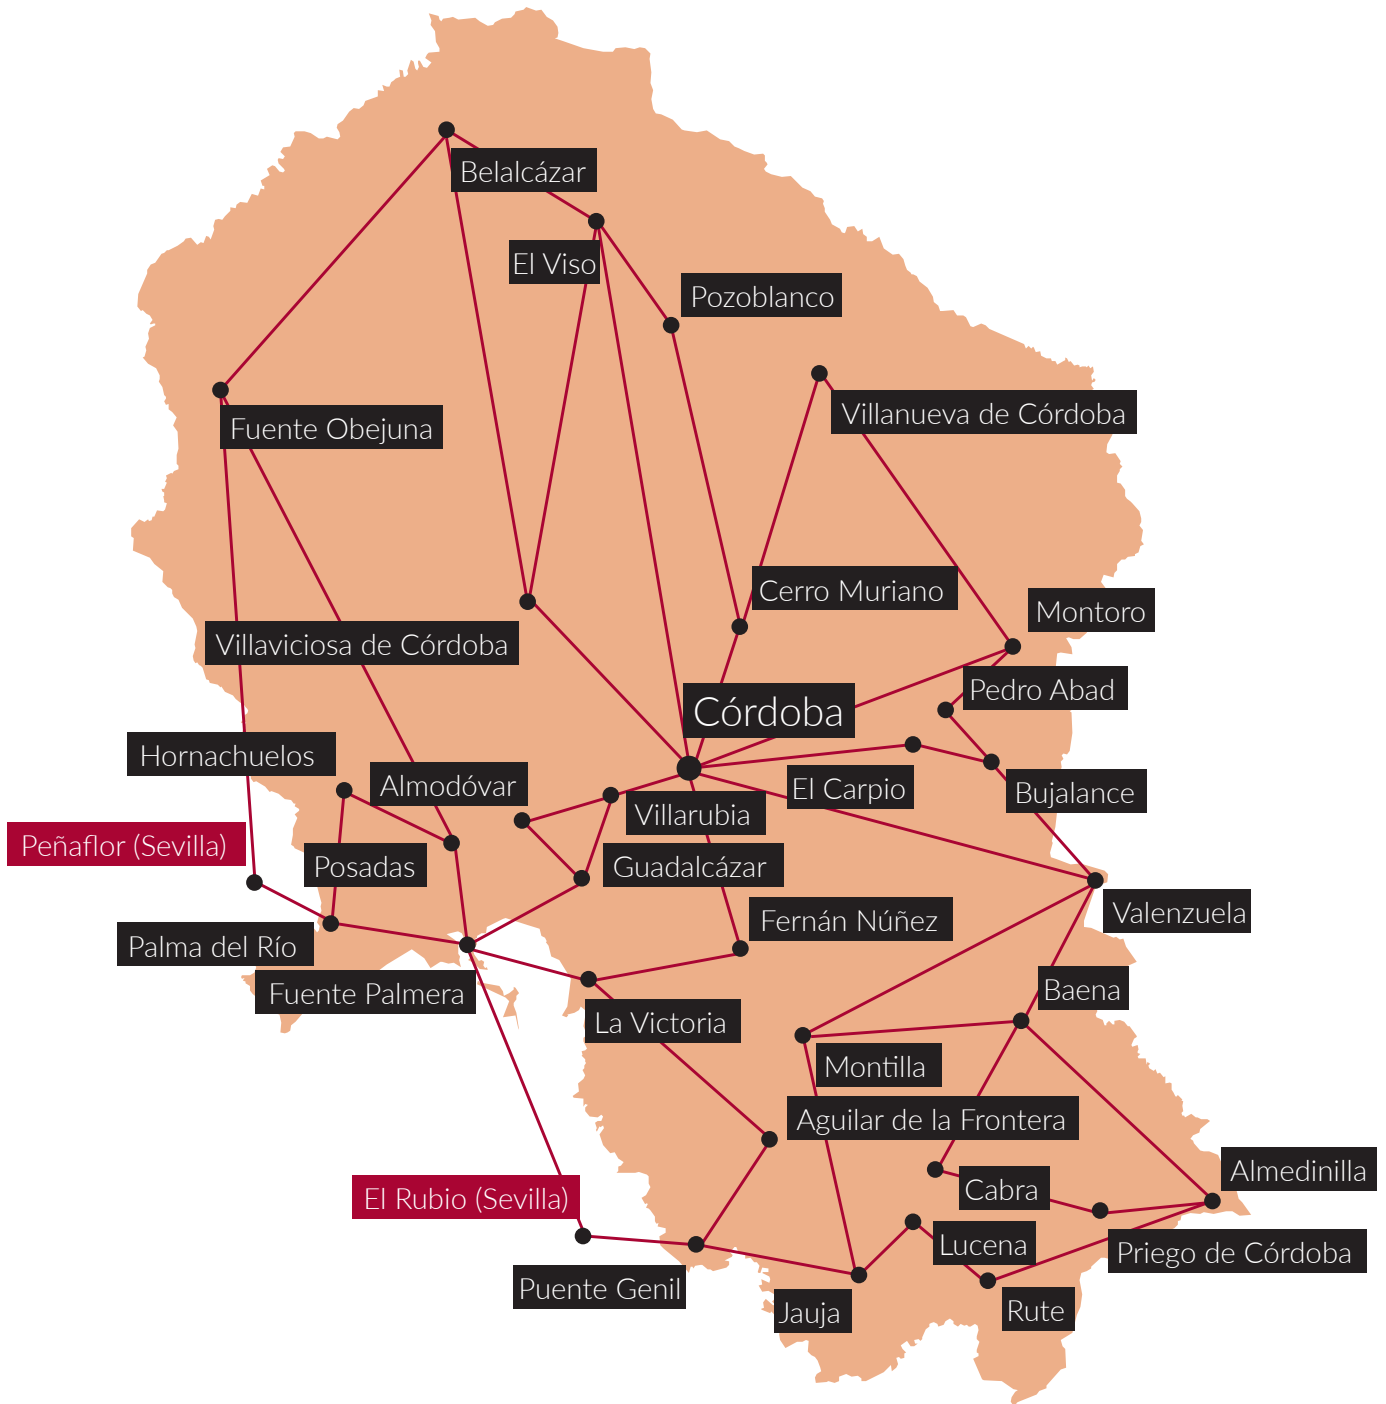 Belalcázar
El Viso
Pozoblanco
Villanueva de Córdoba
Fuente Obejuna
Cerro Muriano
Montoro
Villaviciosa de Córdoba
Pedro Abad
Córdoba
Hornachuelos
Almodóvar
El Carpio
Bujalance
Villarubia
Peñaflor (Sevilla)
Posadas
Guadalcázar
Valenzuela
Fernán Núñez
Palma del Río
Fuente Palmera
Baena
La Victoria
Montilla
Aguilar de la Frontera
Almedinilla
Cabra
El Rubio (Sevilla)
Lucena
Priego de Córdoba
Puente Genil
Jauja
Rute